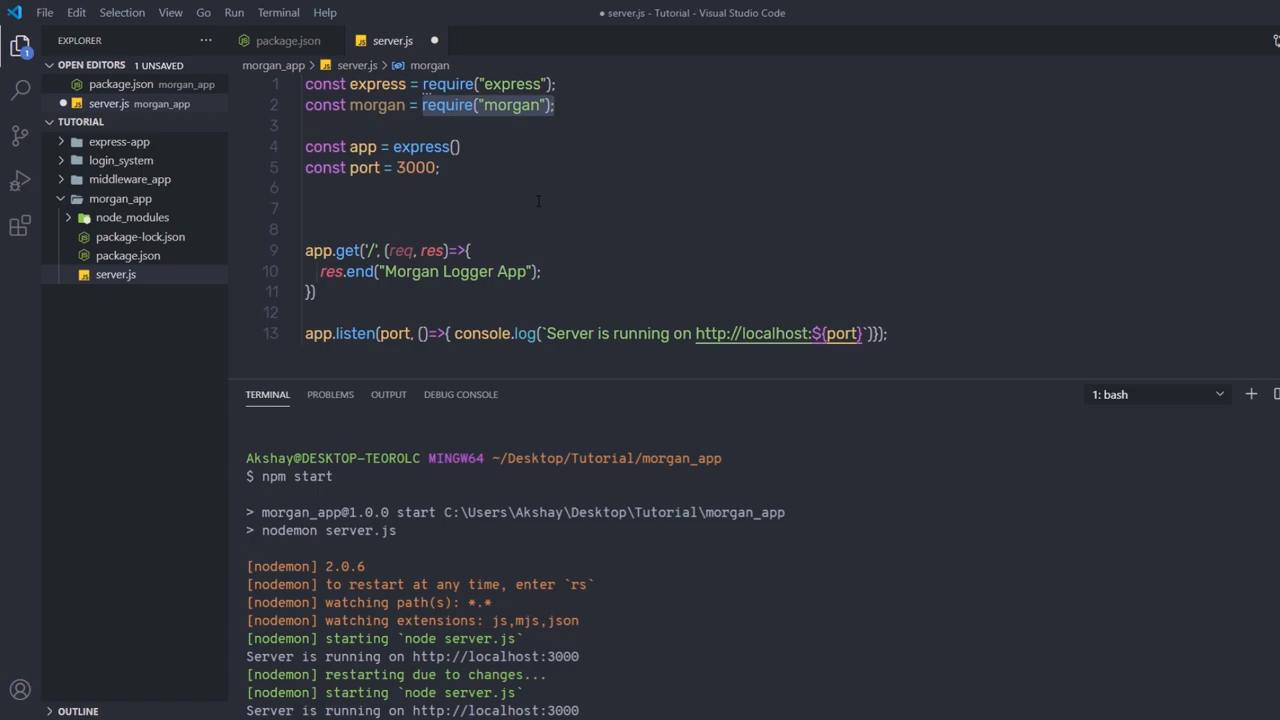 File Edit Selection View Go Run Terminal Help
● server.js - Tutorial - Visual Studio Code
EXPLORER ...
package.json
server.js
OPEN EDITORS 1 UNSAVED
package.json morgan_app
server.js morgan_app
TUTORIAL
express-app
login_system
middleware_app
morgan_app
node_modules
package-lock.json
package.json
server.js
OUTLINE
1
morgan_app > server.js > morgan
1 const express = require("express");
2 const morgan = require("morgan");
3
4 const app = express()
5 const port = 3000;
6
7
8
9 app.get('/', (req, res)=>{
10 res.end("Morgan Logger App");
11 })
12
13 app.listen(port, ()=>{ console.log(`Server is running on http://localhost:${port}`)});
TERMINAL PROBLEMS OUTPUT DEBUG CONSOLE
1: bash
Akshay@DESKTOP-TEOROLC MINGW64 ~/Desktop/Tutorial/morgan_app
$ npm start
> morgan_app@1.0.0 start C:\Users\Akshay\Desktop\Tutorial\morgan_app
> nodemon server.js
[nodemon] 2.0.6
[nodemon] to restart at any time, enter `rs`
[nodemon] watching path(s): *.*
[nodemon] watching extensions: js,mjs,json
[nodemon] starting `node server.js`
Server is running on http://localhost:3000
[nodemon] restarting due to changes...
[nodemon] starting `node server.js`
Server is running on http://localhost:3000